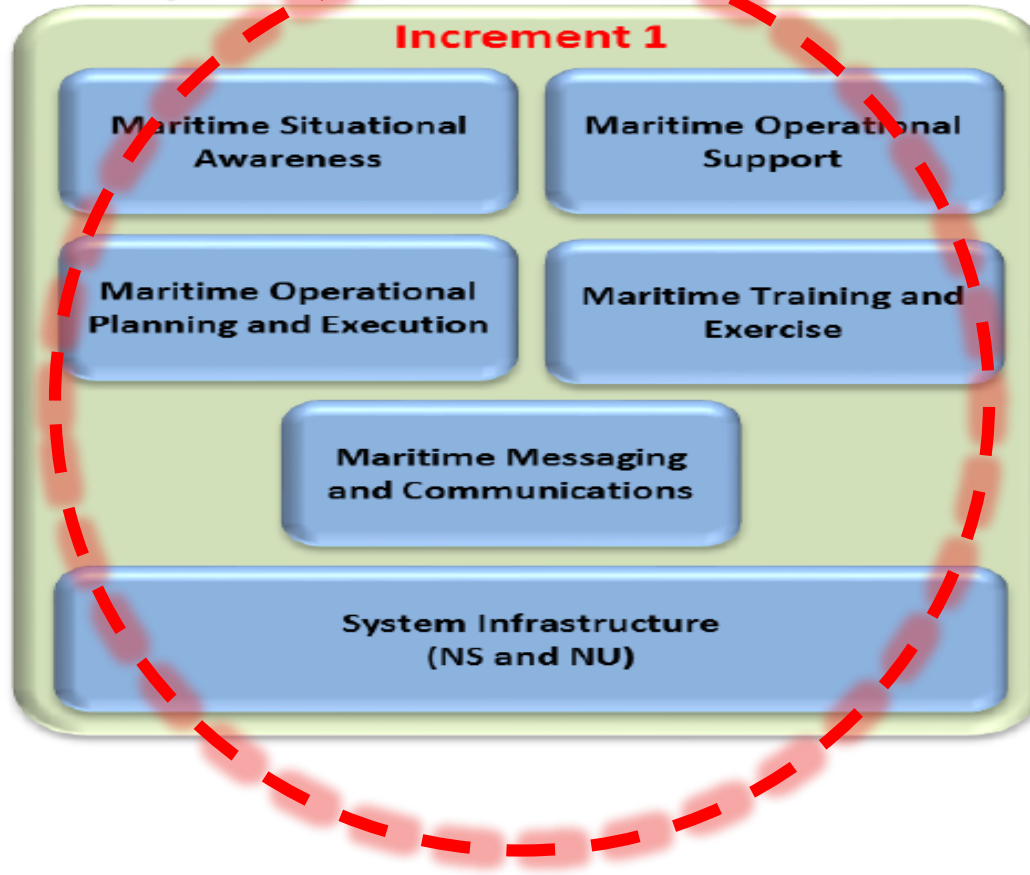 Increment 1
Maritime Situational
Awareness
Maritime Operational
Support
Maritime Operational
Planning and Execution
Maritime Training and
Exercise
Maritime Messaging
and Communications
System Infrastructure
(NS and NU)